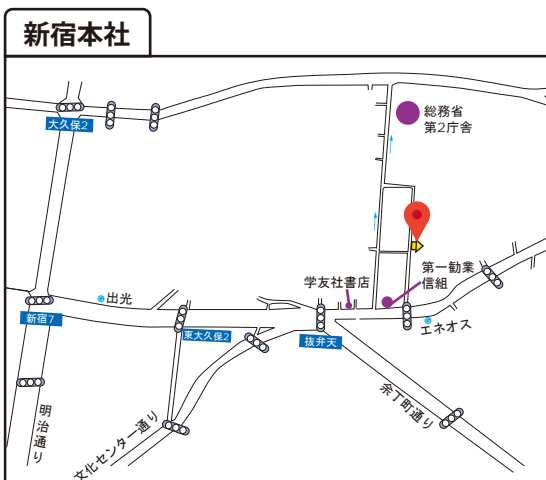 新宿本社
総務省
第2庁舎
大久保2
第一勧業
信組
学友社書店
出光
エネオス
新宿7
東大久保2
抜弁天
明治通り
文化センター通り
余丁町通り